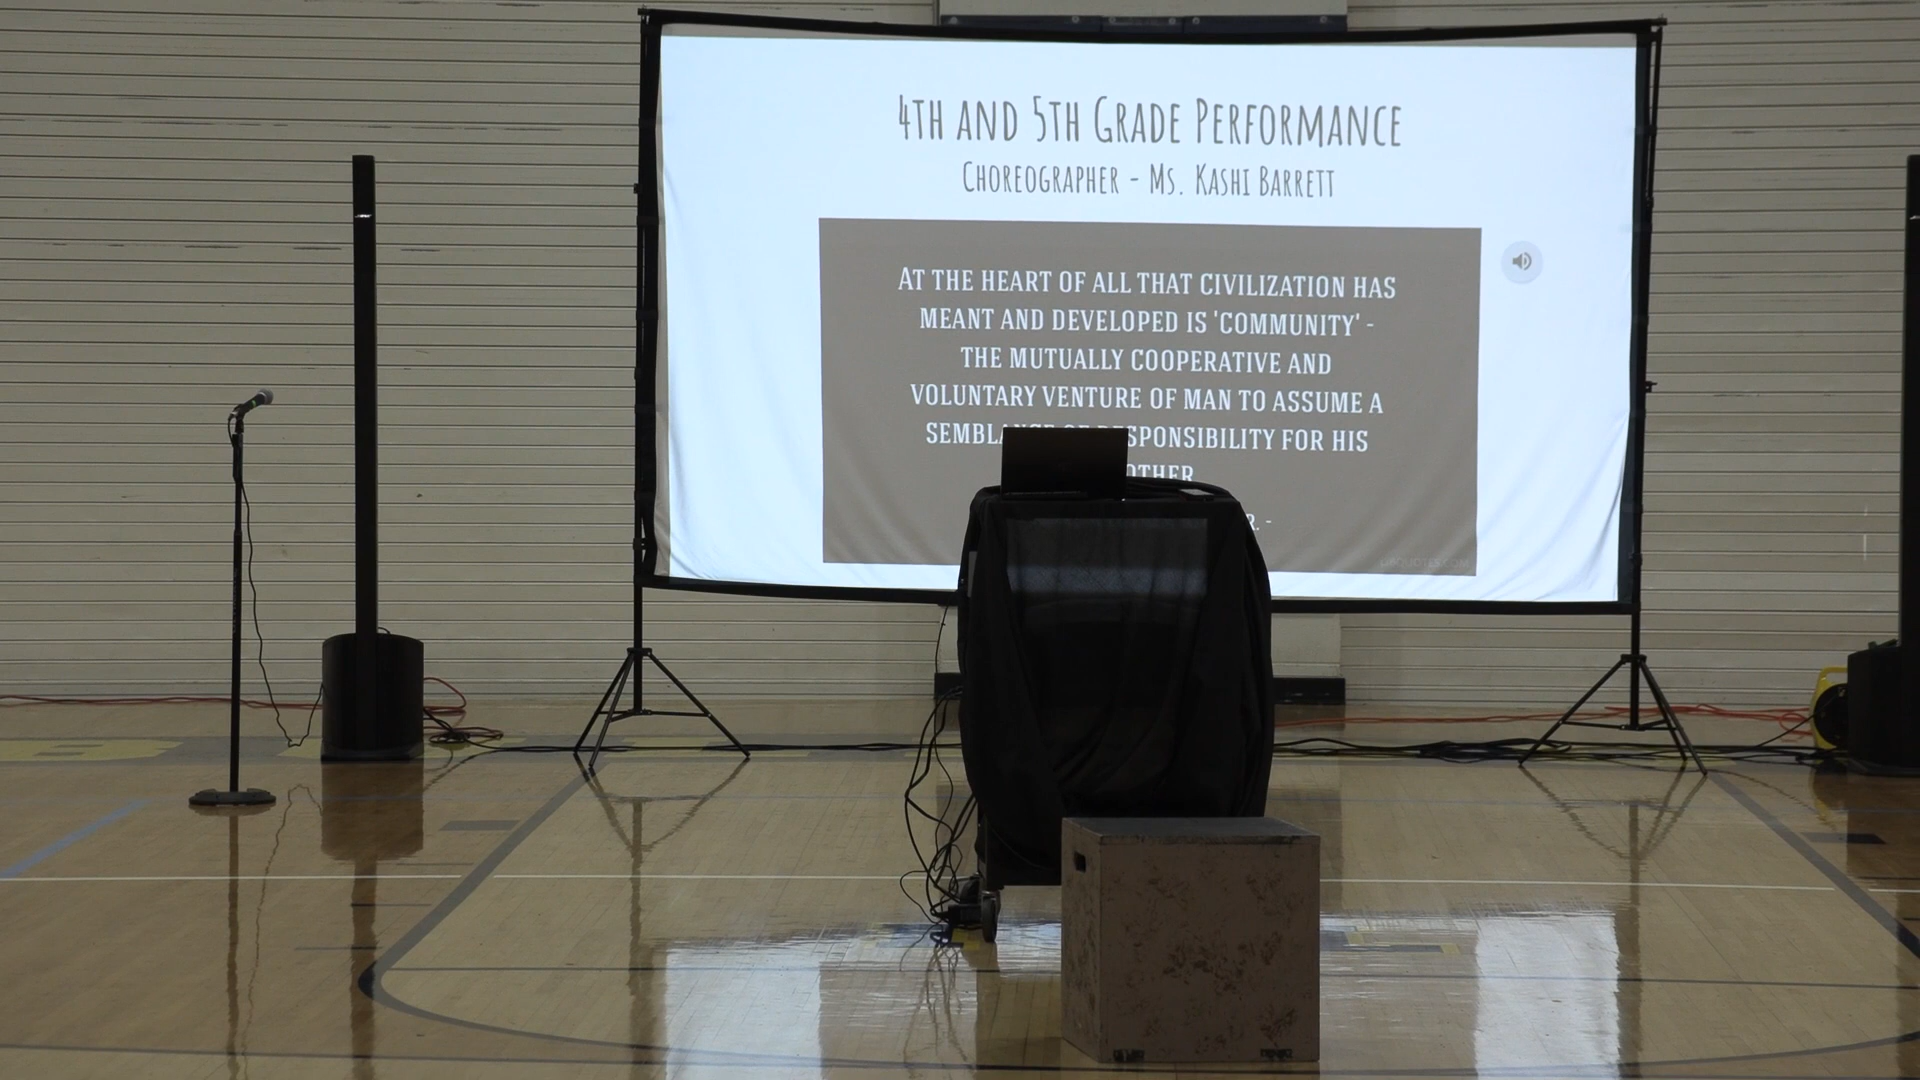 4TH AND 5TH GRADE PERFORMANCE
CHOREOGRAPHER - MS. KASHI BARRETT
AT THE HEART OF ALL THAT CIVILIZATION HAS
MEANT AND DEVELOPED IS 'COMMUNITY' -
THE MUTUALLY COOPERATIVE AND
VOLUNTARY VENTURE OF MAN TO ASSUME A
RESPONSIBILITY FOR HIS
R. -